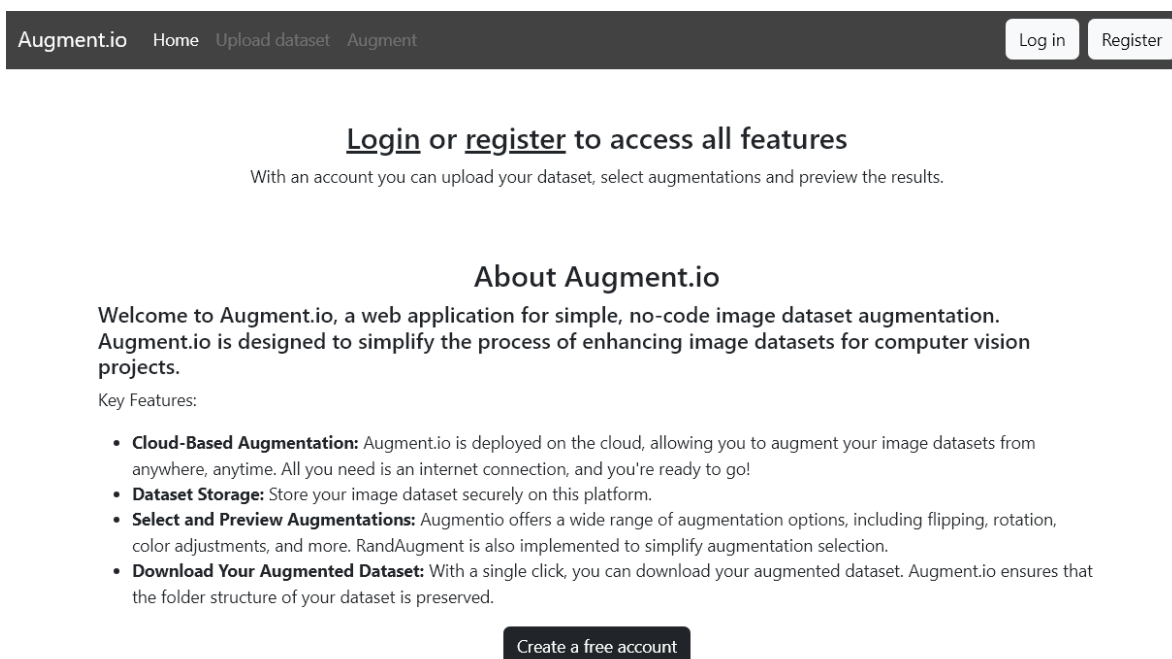 Augment.io Home Upload dataset Augment Log in Register
Login or register to access all features
With an account you can upload your dataset, select augmentations and preview the results.
About Augment.io
Welcome to Augment.io, a web application for simple, no-code image dataset augmentation.
Augment.io is designed to simplify the process of enhancing image datasets for computer vision
projects.
Key Features:
• Cloud-Based Augmentation: Augment.io is deployed on the cloud, allowing you to augment your image datasets from
anywhere, anytime. All you need is an internet connection, and you're ready to go!
• Dataset Storage: Store your image dataset securely on this platform.
• Select and Preview Augmentations: Augmentio offers a wide range of augmentation options, including flipping, rotation,
color adjustments, and more. RandAugment is also implemented to simplify augmentation selection.
• Download Your Augmented Dataset: With a single click, you can download your augmented dataset. Augment.io ensures that
the folder structure of your dataset is preserved.
Create a free account